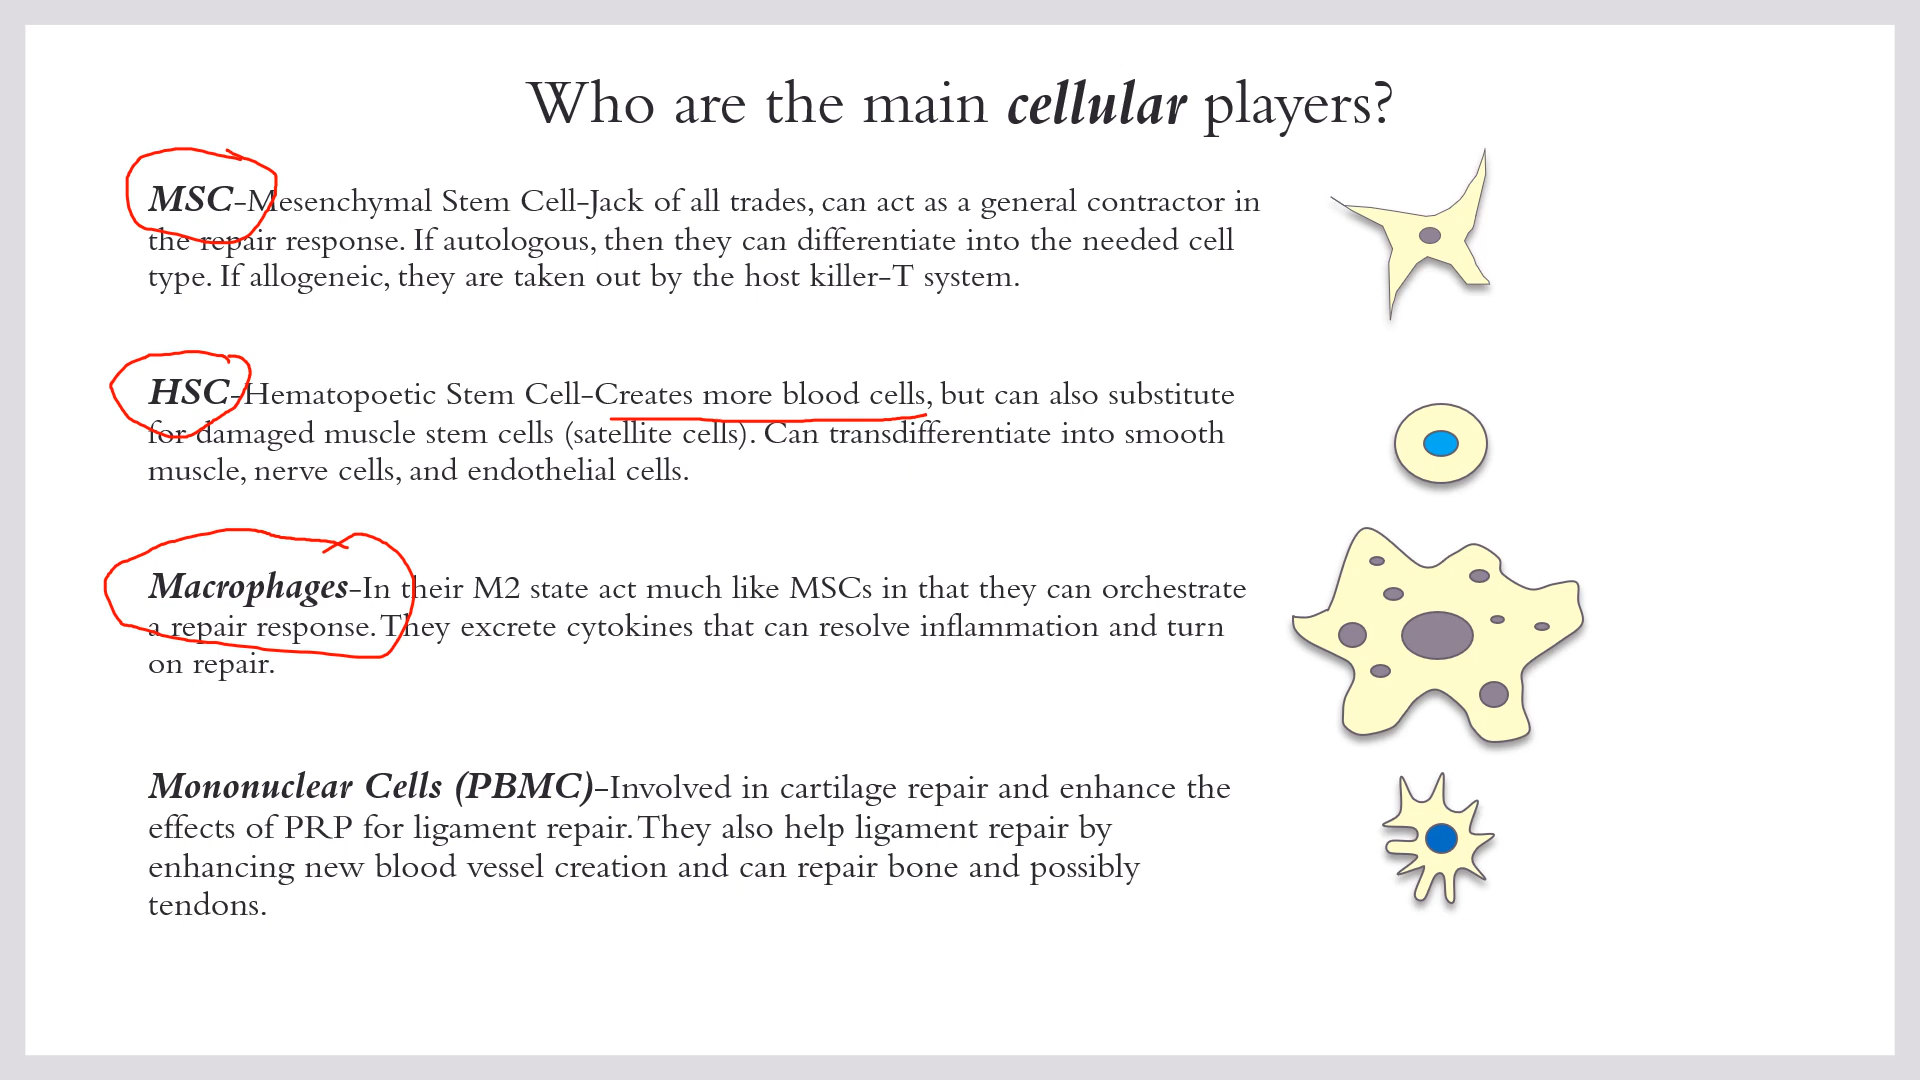 Who are the main cellular players?
MSC-Mesenchymal Stem Cell-Jack of all trades, can act as a general contractor in
the repair response. If autologous, then they can differentiate into the needed cell
type. If allogeneic, they are taken out by the host killer-T system.
HSC-Hematopoetic Stem Cell-Creates more blood cells, but can also substitute
for damaged muscle stem cells (satellite cells). Can transdifferentiate into smooth
muscle, nerve cells, and endothelial cells.
Macrophages-In their M2 state act much like MSCs in that they can orchestrate
a repair response. They excrete cytokines that can resolve inflammation and turn
on repair.
Mononuclear Cells (PBMC)-Involved in cartilage repair and enhance the
effects of PRP for ligament repair. They also help ligament repair by
enhancing new blood vessel creation and can repair bone and possibly
tendons.